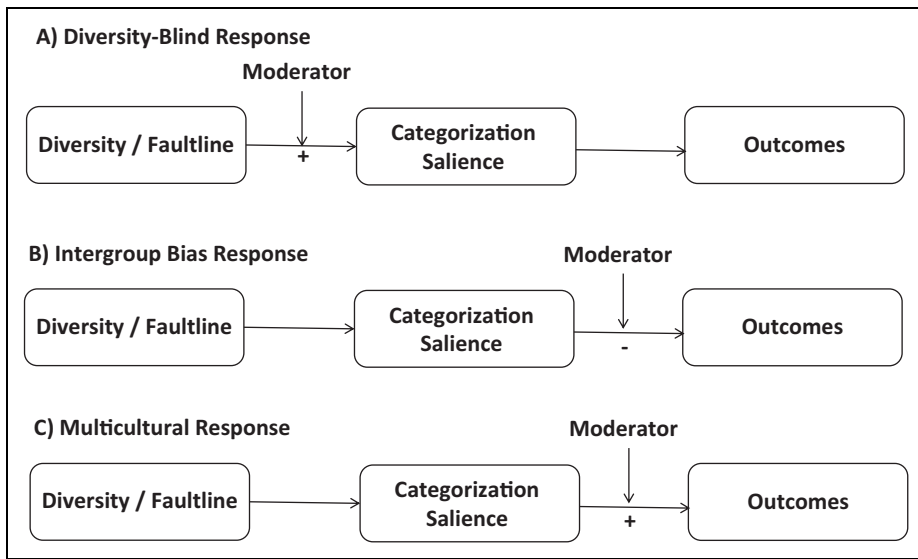 A) Diversity-Blind Response
Moderator
Diversity / Faultline
+
Categorization
Salience
Outcomes
B) Intergroup Bias Response
Moderator
Diversity / Faultline
Categorization
Salience
-
Outcomes
C) Multicultural Response
Moderator
Diversity / Faultline
Categorization
Salience
+
Outcomes